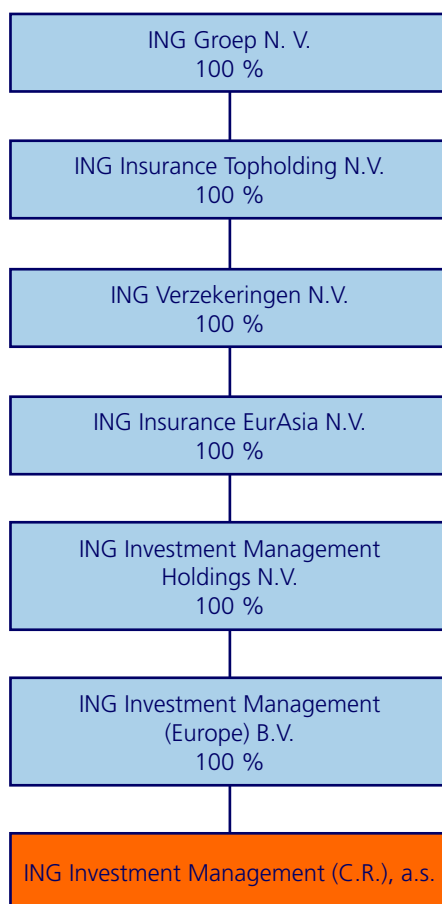 ING Groep N. V.
100 %
ING Insurance Topholding N.V.
100 %
ING Verzekeringen N.V.
100 %
ING Insurance EurAsia N.V.
100 %
ING Investment Management
Holdings N.V.
100 %
ING Investment Management
(Europe) B.V.
100 %
ING Investment Management (C.R.), a.s.